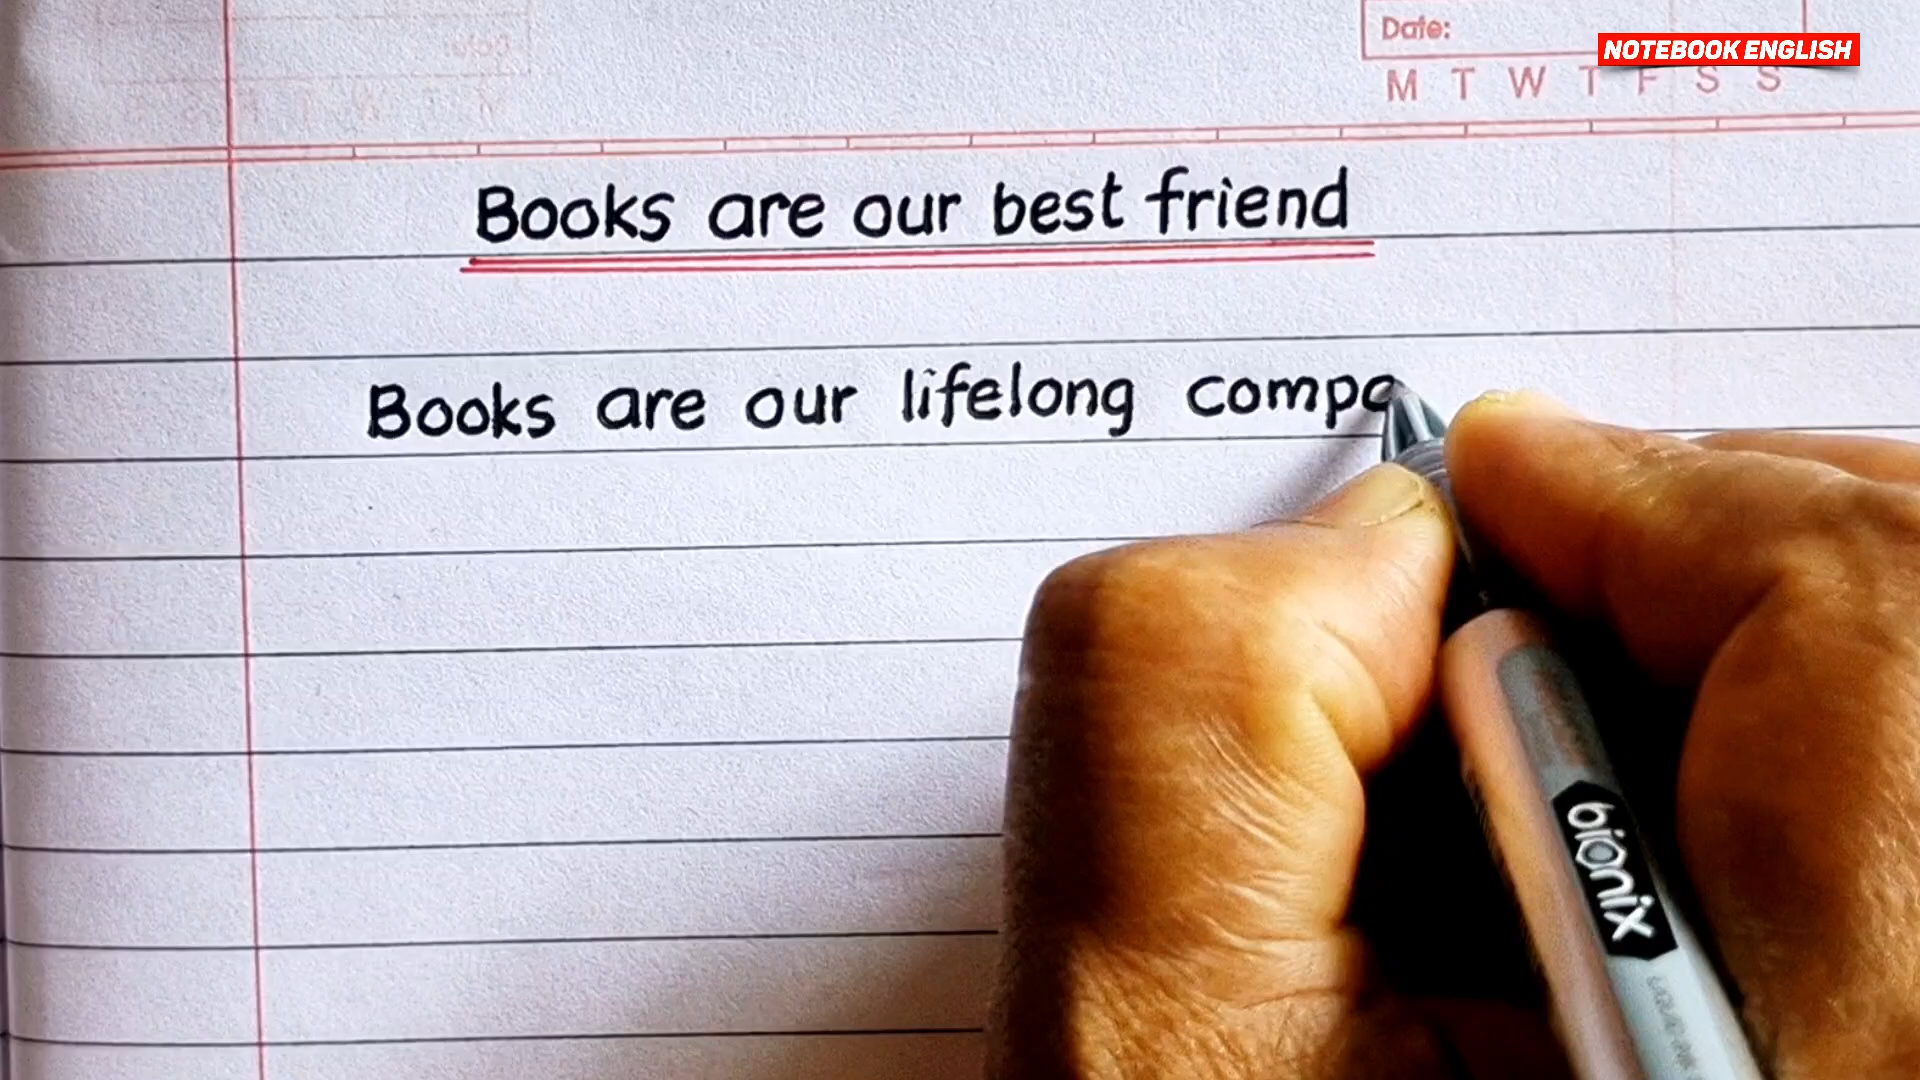 Date:
NOTEBOOK ENGLISH
M T W T F S S
Books are our best friend
Books are our lifelong compa
bionix